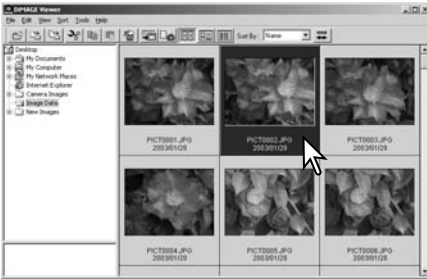 DiMAGE Viewer
File Edit View Sort Tools Help
Sort By: Name
Desktop
My Documents
My Computer
My Network Places
Internet Explorer
Camera Images
Image Data
New Images
PICT0001.JPG
2003/01/28
PICT0002.JPG
2003/01/28
PICT0003.JPG
2003/01/28
PICT0004.JPG
2003/01/28
PICT0005.JPG
2003/01/28
PICT0006.JPG
2003/01/28